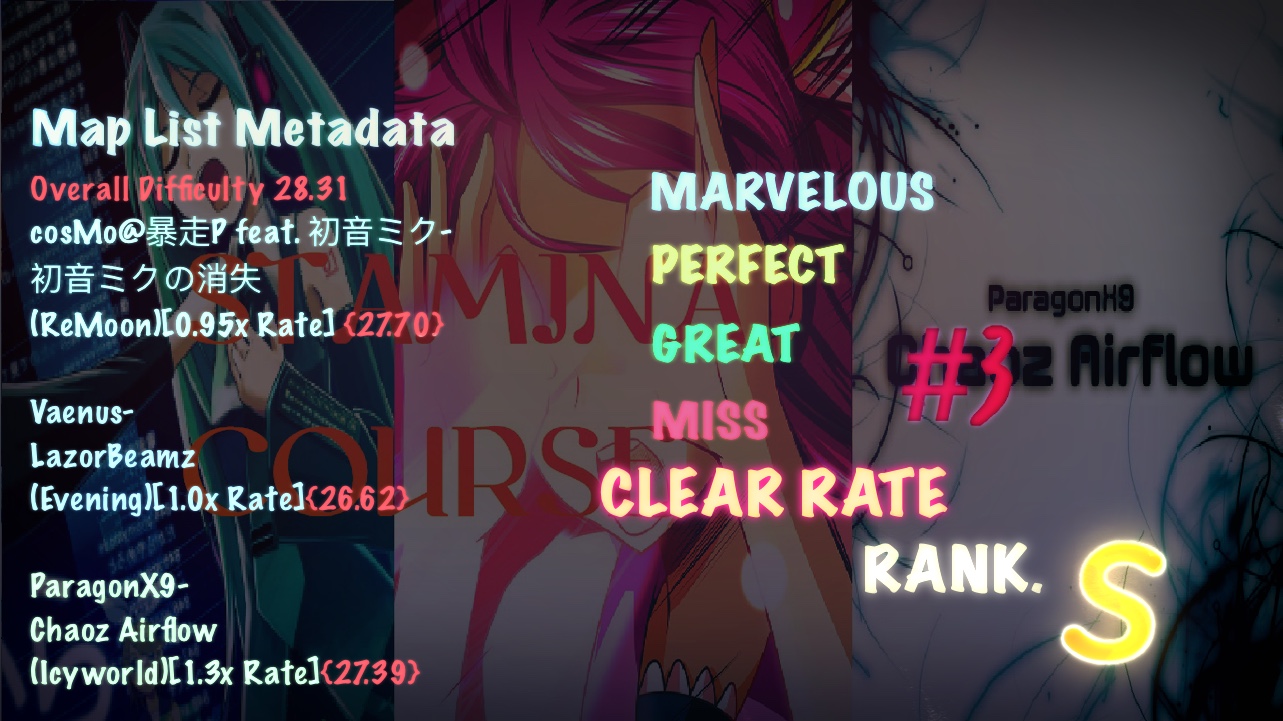 Map List Metadata
Overall Difficulty 28.31
cosMo@暴走P feat. 初音ミク-
初音ミクの消失
(ReMoon)[0.95x Rate] {27.70}
Vaenus-
LazorBeamz
(Evening)[1.0x Rate]{26.62}
ParagonX9-
Chaoz Airflow
(Icyworld)[1.3x Rate]{27.39}
STAMINA
COURSE
MARVELOUS
PERFECT
GREAT
MISS
CLEAR RATE
RANK.
S
ParagonX9
Chaoz Airflow
#3